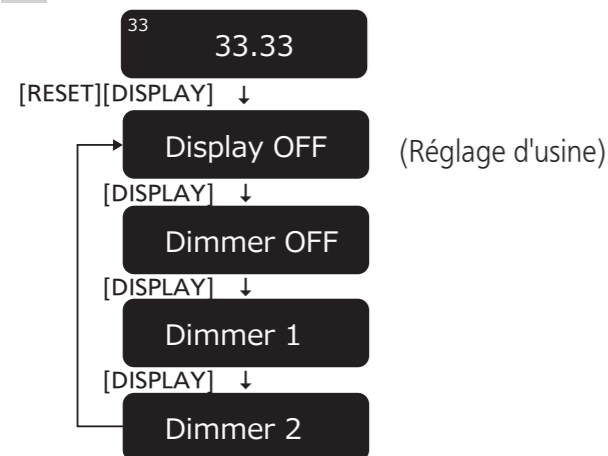 33
33.33
[RESET][DISPLAY] ↓
Display OFF (Réglage d'usine)
[DISPLAY] ↓
Dimmer OFF
[DISPLAY] ↓
Dimmer 1
[DISPLAY] ↓
Dimmer 2